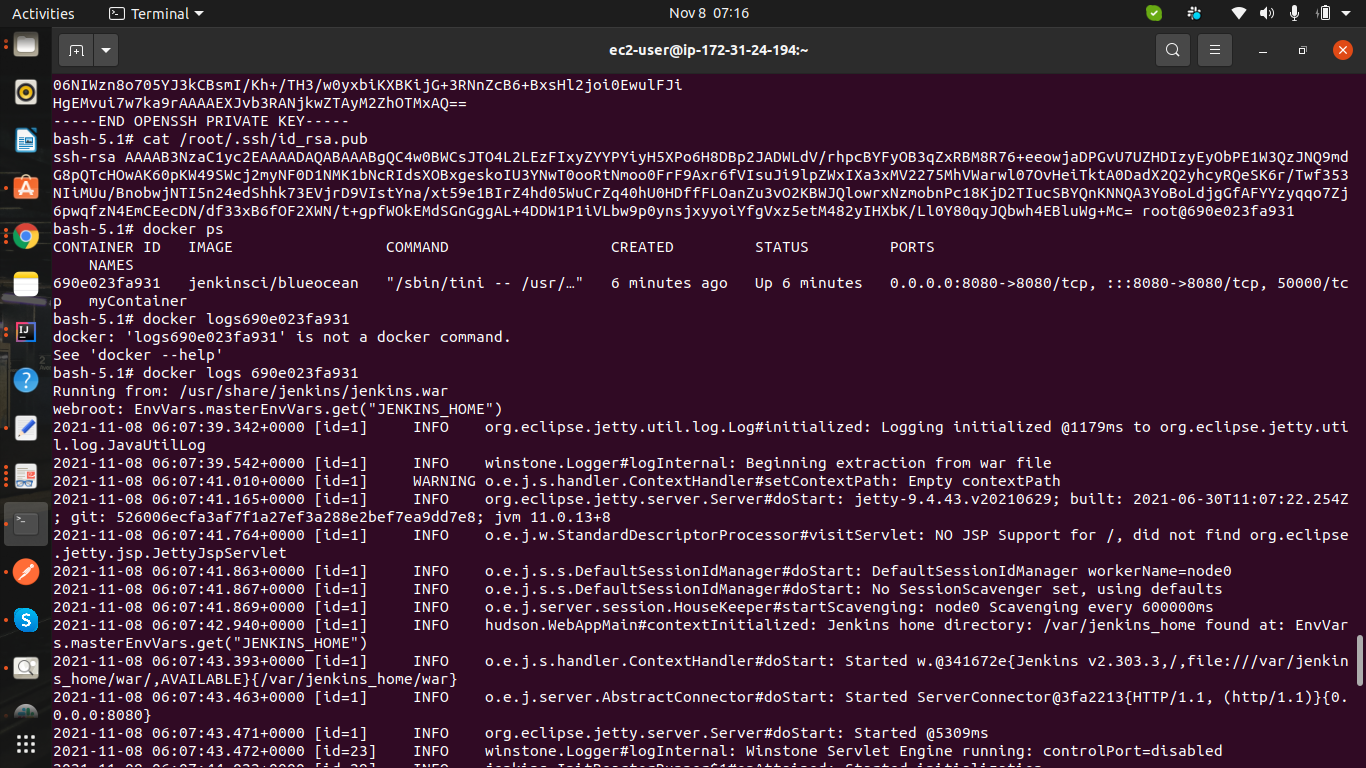 Activities
Terminal
Nov 8 07:16
ec2-user@ip-172-31-24-194:~
06NIWzn8o705YJ3kCBsmI/Kh+/TH3/w0yxbiKXBKijG+3RNnZcB6+BxsHl2joi0EwulFJi
HgEMvui7w7ka9rAAAAEXJvb3RANjkwZTAyM2ZhOTMxAQ==
-----END OPENSSH PRIVATE KEY-----
bash-5.1# cat /root/.ssh/id_rsa.pub
ssh-rsa AAAAB3NzaC1yc2EAAAADAQABAAABgQC4w0BWCsJTO4L2LEzFIxyZYYPYiyH5XPo6H8DBp2JADWLdV/rhpcBYFyOB3qZxRBM8R76+eeowjaDPGvU7UZHDIzyEyObPE1W3QzJNQ9md
G8pQTcHOwAK60pKW49SWcj2myNF0D1NMK1bNcRIdsXOBxgeskoIU3YNwT0ooRtNmoo0FrF9Axr6fVIsuJi9lpZWxIXa3xMV2275MhVWarwl07OvHeiTktA0DadX2Q2yhcyRQeSK6r/Twf353
NIiMUu/BnobwjNTI5n24edShhk73EVjrD9VIstYna/xt59e1BIrZ4hd05WuCrZq40hU0HDffFLOanZu3vO2KBWJQlowrxNzmobnPc18KjD2TIucSBYQnKNNQA3YoBoLdjgGfAFYYzyqqo7Zj
6pwqfzN4EmCEecDN/df33xB6fOF2XWN/t+gpfWOkEMdSGnGggAL+4DDW1P1iVLbw9p0ynsjxyyoiYfgVxz5etM482yIHXbK/Ll0Y80qyJQbwh4EBluWg+Mc= root@690e023fa931
bash-5.1# docker ps
CONTAINER ID   IMAGE                 COMMAND                  CREATED         STATUS         PORTS
    NAMES
690e023fa931   jenkinsci/blueocean   "/sbin/tini -- /usr/…"   6 minutes ago   Up 6 minutes   0.0.0.0:8080->8080/tcp, :::8080->8080/tcp, 50000/tc
p   myContainer
bash-5.1# docker logs690e023fa931
docker: 'logs690e023fa931' is not a docker command.
See 'docker --help'
bash-5.1# docker logs 690e023fa931
Running from: /usr/share/jenkins/jenkins.war
webroot: EnvVars.masterEnvVars.get("JENKINS_HOME")
2021-11-08 06:07:39.342+0000 [id=1]     INFO    org.eclipse.jetty.util.log.Log#initialized: Logging initialized @1179ms to org.eclipse.jetty.uti
l.log.JavaUtilLog
2021-11-08 06:07:39.542+0000 [id=1]     INFO    winstone.Logger#logInternal: Beginning extraction from war file
2021-11-08 06:07:41.010+0000 [id=1]     WARNING o.e.j.s.handler.ContextHandler#setContextPath: Empty contextPath
2021-11-08 06:07:41.165+0000 [id=1]     INFO    org.eclipse.jetty.server.Server#doStart: jetty-9.4.43.v20210629; built: 2021-06-30T11:07:22.254Z
; git: 526006ecfa3af7f1a27ef3a288e2bef7ea9dd7e8; jvm 11.0.13+8
2021-11-08 06:07:41.764+0000 [id=1]     INFO    o.e.j.w.StandardDescriptorProcessor#visitServlet: NO JSP Support for /, did not find org.eclipse
.jetty.jsp.JettyJspServlet
2021-11-08 06:07:41.863+0000 [id=1]     INFO    o.e.j.s.s.DefaultSessionIdManager#doStart: DefaultSessionIdManager workerName=node0
2021-11-08 06:07:41.867+0000 [id=1]     INFO    o.e.j.s.s.DefaultSessionIdManager#doStart: No SessionScavenger set, using defaults
2021-11-08 06:07:41.869+0000 [id=1]     INFO    o.e.j.server.session.HouseKeeper#startScavenging: node0 Scavenging every 600000ms
2021-11-08 06:07:42.940+0000 [id=1]     INFO    hudson.WebAppMain#contextInitialized: Jenkins home directory: /var/jenkins_home found at: EnvVar
s.masterEnvVars.get("JENKINS_HOME")
2021-11-08 06:07:43.393+0000 [id=1]     INFO    o.e.j.s.handler.ContextHandler#doStart: Started w.@341672e{Jenkins v2.303.3,/,file:///var/jenkin
s_home/war/,AVAILABLE}{/var/jenkins_home/war}
2021-11-08 06:07:43.463+0000 [id=1]     INFO    o.e.j.server.AbstractConnector#doStart: Started ServerConnector@3fa2213{HTTP/1.1, (http/1.1)}{0.
0.0.0:8080}
2021-11-08 06:07:43.471+0000 [id=1]     INFO    org.eclipse.jetty.server.Server#doStart: Started @5309ms
2021-11-08 06:07:43.472+0000 [id=23]    INFO    winstone.Logger#logInternal: Winstone Servlet Engine running: controlPort=disabled